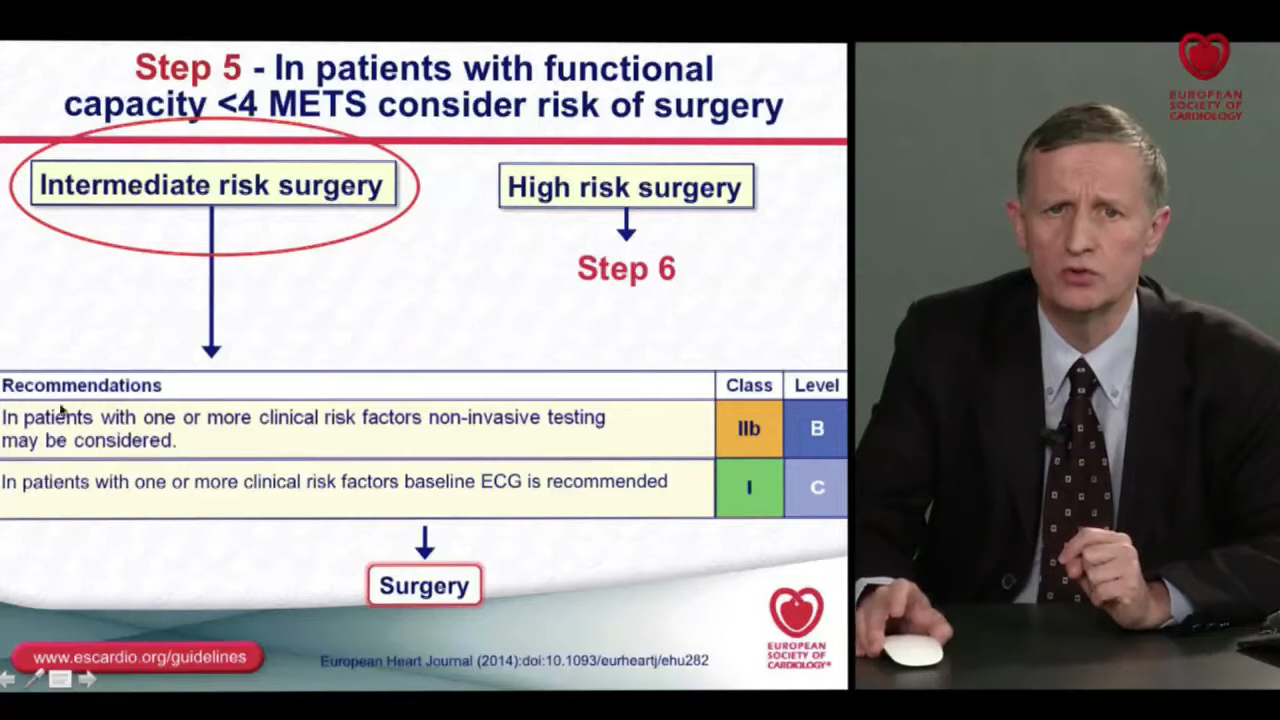 Step 5 - In patients with functional
capacity <4 METS consider risk of surgery
Intermediate risk surgery
High risk surgery
Step 6
Recommendations
Class
Level
In patients with one or more clinical risk factors non-invasive testing
may be considered.
IIb
B
In patients with one or more clinical risk factors baseline ECG is recommended
I
C
Surgery
www.escardio.org/guidelines
European Heart Journal (2014):doi:10.1093/eurheartj/ehu282
EUROPEAN
SOCIETY OF
CARDIOLOGY®
EUROPEAN
SOCIETY OF
CARDIOLOGY